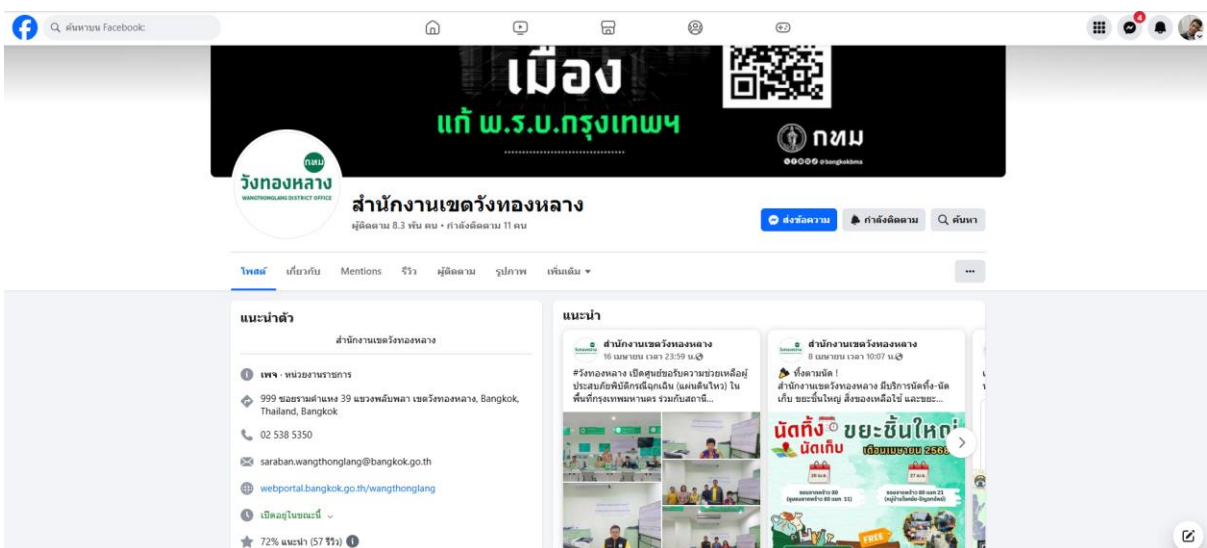 ค้นหาบน Facebook
4
เมือง
แก้ พ.ร.บ.กรุงเทพฯ
กทม
@bangkokbma
กทม
วังทองหลาง
WANGTHONGLANG DISTRICT OFFICE
สำนักงานเขตวังทองหลาง
ผู้ติดตาม 8.3 พัน คน • กำลังติดตาม 11 คน
ส่งข้อความ
กำลังติดตาม
ค้นหา
โพสต์ เกี่ยวกับ Mentions รีวิว ผู้ติดตาม รูปภาพ เพิ่มเติม
แนะนำตัว
สำนักงานเขตวังทองหลาง
เพจ · หน่วยงานราชการ
999 ซอยรามคำแหง 39 แขวงพลับพลา เขตวังทองหลาง, Bangkok,
Thailand, Bangkok
02 538 5350
saraban.wangthonglang@bangkok.go.th
webportal.bangkok.go.th/wangthonglang
เปิดอยู่ในขณะนี้
72% แนะนำ (57 รีวิว)
แนะนำ
สำนักงานเขตวังทองหลาง
16 เมษายน เวลา 23:59 น.
#วังทองหลาง เปิดศูนย์ขอรับความช่วยเหลือผู้
ประสบภัยพิบัติกรณีฉุกเฉิน (แผ่นดินไหว) ใน
พื้นที่กรุงเทพมหานคร ร่วมกับสถานี...
สำนักงานเขตวังทองหลาง
8 เมษายน เวลา 10:07 น.
ทิ้งตามนัด !
สำนักงานเขตวังทองหลาง มีบริการนัดทิ้ง-นัด
เก็บ ขยะชิ้นใหญ่ สิ่งของเหลือใช้ และขยะ...
นัดทิ้ง ขยะชิ้นใหญ่
นัดเก็บ เดือนเมษายน
FREE